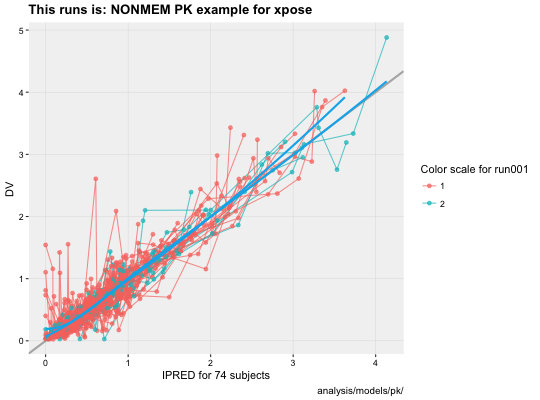 This runs is: NONMEM PK example for xpose
5
4
3
2
1
0
DV
0 1 2 3 4
IPRED for 74 subjects
Color scale for run001
1
2
analysis/models/pk/